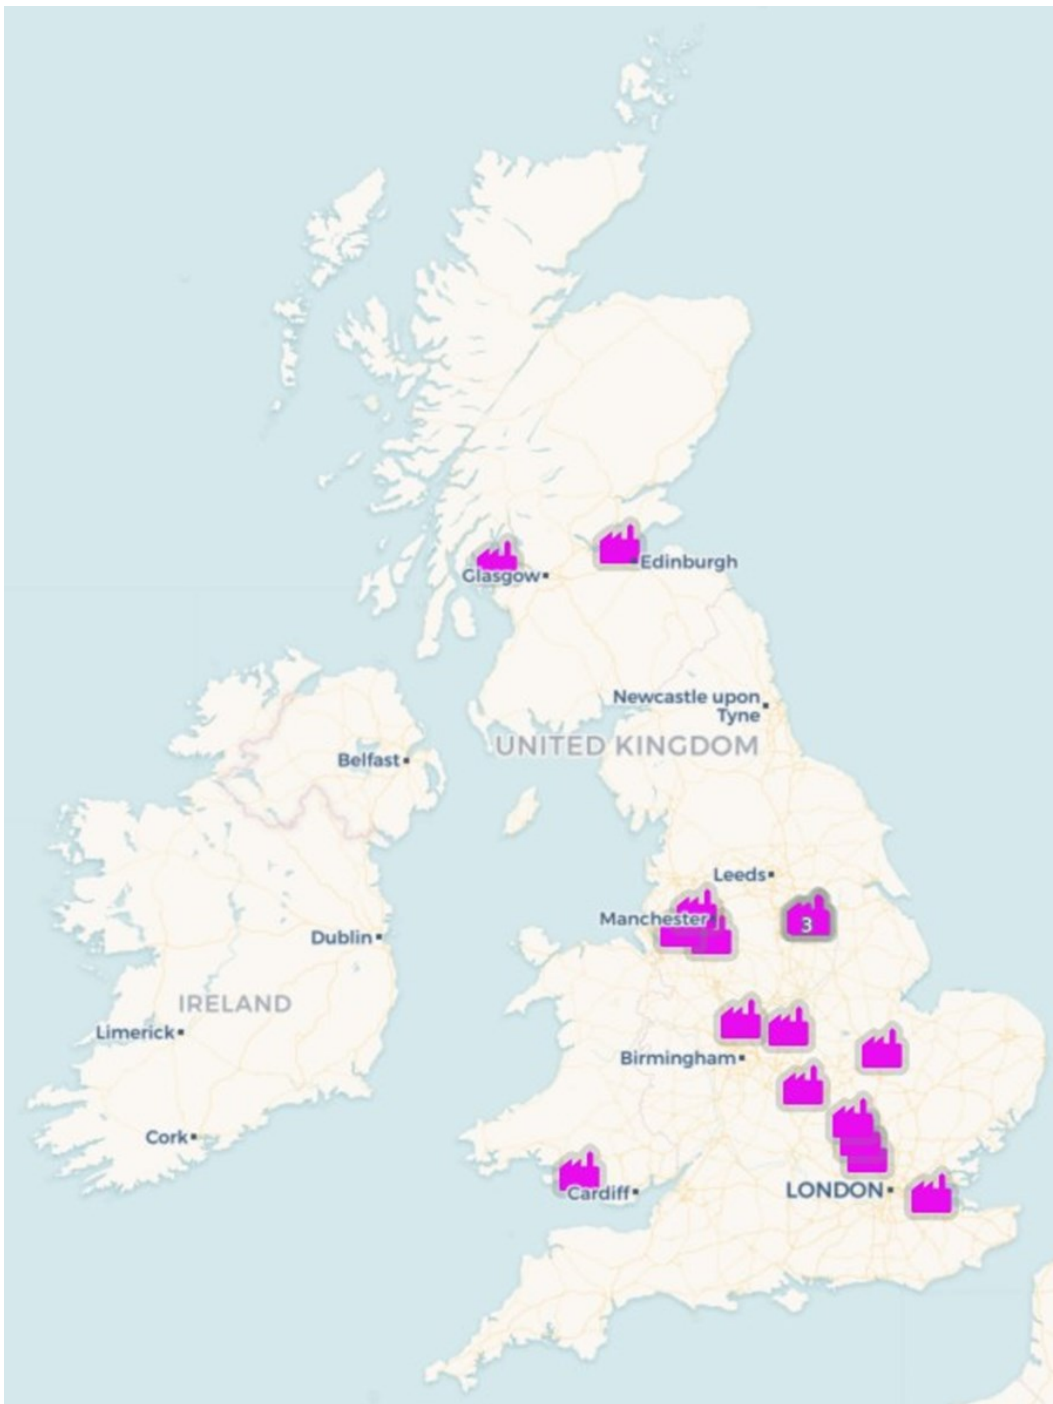 Glasgow
Edinburgh
Newcastle upon
Tyne
UNITED KINGDOM
Belfast
Leeds
Manchester
3
Dublin
IRELAND
Limerick
Birmingham
Cork
Cardiff
LONDON